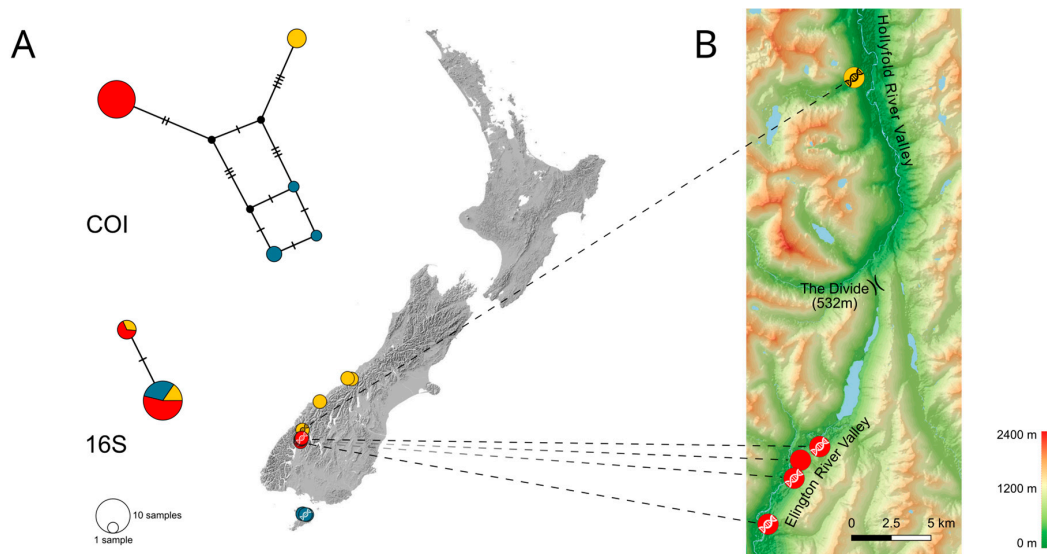 A
COI
16S
10 samples
1 sample
B
Hollyfold River Valley
The Divide
(532m)
Elington River Valley
2400 m
1200 m
0 m
0 2.5 5 km